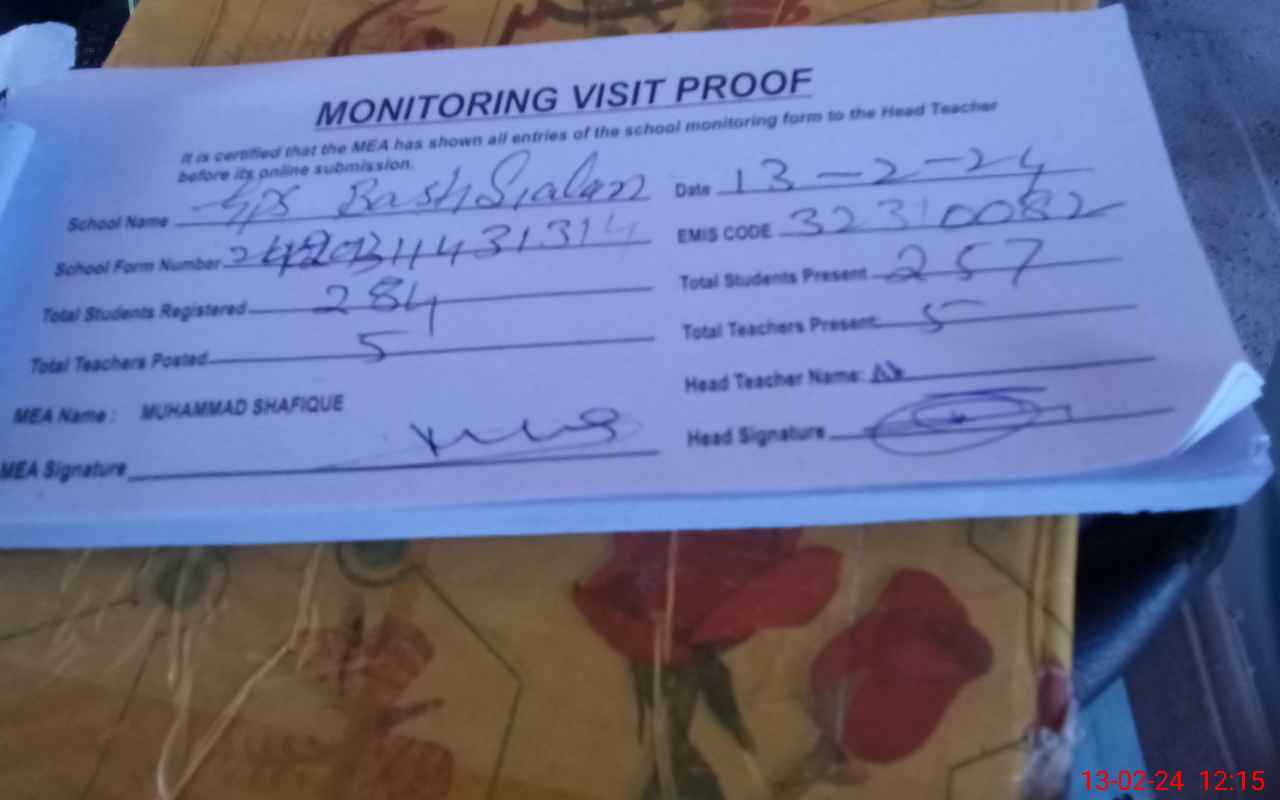 MONITORING VISIT PROOF
It is certified that the MEA has shown all entries of the school monitoring form to the Head Teacher
before its online submission.
School Name GPS Bash Sialan Date 13-2-24
School Form Number EMIS CODE 32310082
Total Students Registered 284 Total Students Present 257
Total Teachers Posted 5 Total Teachers Present 5
MEA Name : MUHAMMAD SHAFIQUE Head Teacher Name:
MEA Signature Head Signature
13-02-24 12:15